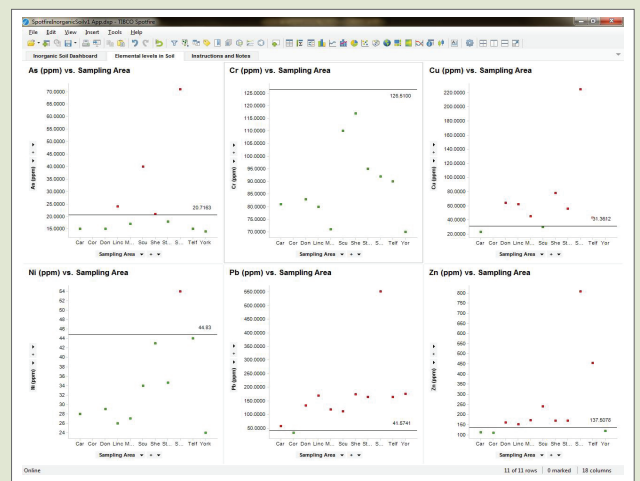 SpotfireInorganicSoilv1 App.dxp - TIBCO Spotfire
File Edit View Insert Tools Help
Inorganic Soil Dashboard Elemental levels in Soil Instructions and Notes
As (ppm) vs. Sampling Area
70.0000
65.0000
60.0000
55.0000
50.0000
45.0000
40.0000
35.0000
30.0000
25.0000
20.0000
15.0000
20.7163
As (ppm)
Car Cor Don Linc M... Scu She St... S... Telf York
Sampling Area
Cr (ppm) vs. Sampling Area
125.0000
120.0000
115.0000
110.0000
105.0000
100.0000
95.0000
90.0000
85.0000
80.0000
75.0000
70.0000
126.5100
Cr (ppm)
Car Cor Don Linc M... Scu She St... S... Telf Yor
Sampling Area
Cu (ppm) vs. Sampling Area
220.0000
200.0000
180.0000
160.0000
140.0000
120.0000
100.0000
80.0000
60.0000
40.0000
20.0000
31.3612
Cu (ppm)
Car Cor Don Linc M... Scu She St... S... Telf Yor
Sampling Area
Ni (ppm) vs. Sampling Area
54
52
50
48
46
44
42
40
38
36
34
32
30
28
26
24
44.83
Ni (ppm)
Car Cor Don Linc M... Scu She St... S... Telf York
Sampling Area
Pb (ppm) vs. Sampling Area
550.0000
500.0000
450.0000
400.0000
350.0000
300.0000
250.0000
200.0000
150.0000
100.0000
50.0000
41.5741
Pb (ppm)
Car Cor Don Linc M... Scu She St... S... Telf Yor
Sampling Area
Zn (ppm) vs. Sampling Area
800
750
700
650
600
550
500
450
400
350
300
250
200
150
100
137.5078
Zn (ppm)
Car Cor Don Linc M... Scu She St... S... Telf Yor
Sampling Area
Online 11 of 11 rows 0 marked 18 columns